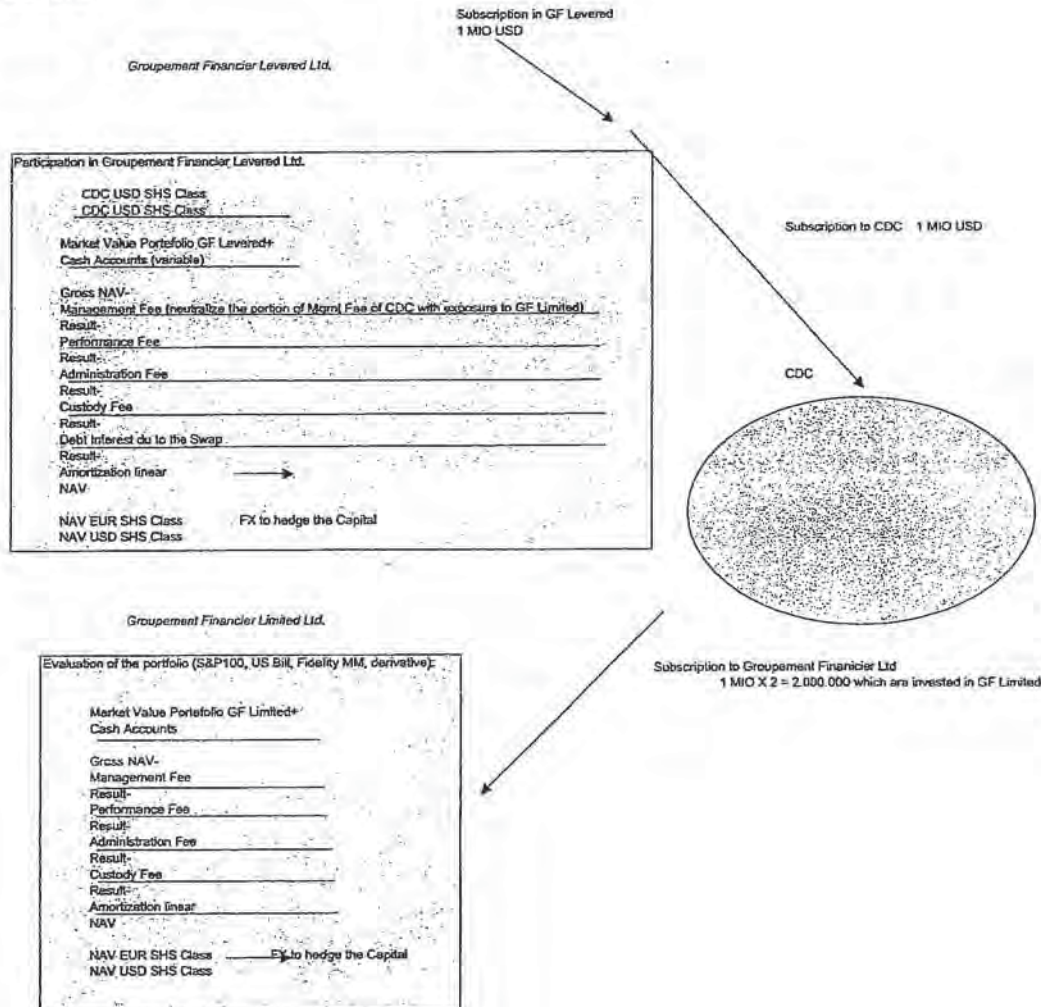 Subscription in GF Levered
1 MIO USD
Groupement Financier Levered Ltd.
Participation in Groupement Financier Levered Ltd.
CDC USD SHS Class
CDC USD SHS Class
Market Value Portefolio GF Levered+
Cash Accounts (variable)
Gross NAV-
Management Fee (neutralize the portion of Mgmt Fee of CDC with exposure to GF Limited)
Result-
Performance Fee
Result-
Administration Fee
Result-
Custody Fee
Result-
Debt Interest du to the Swap
Result-
Amortization linear
NAV
NAV EUR SHS Class FX to hedge the Capital
NAV USD SHS Class
Subscription to CDC 1 MIO USD
CDC
Groupement Financier Limited Ltd.
Evaluation of the portfolio (S&P100, US Bill, Fidelity MM, derivative):
Market Value Portefolio GF Limited+
Cash Accounts
Gross NAV-
Management Fee
Result-
Performance Fee
Result-
Administration Fee
Result-
Custody Fee
Result-
Amortization linear
NAV
NAV EUR SHS Class FX to hedge the Capital
NAV USD SHS Class
Subscription to Groupement Finanicier Ltd
1 MIO X 2 = 2.000.000 which are invested in GF Limited